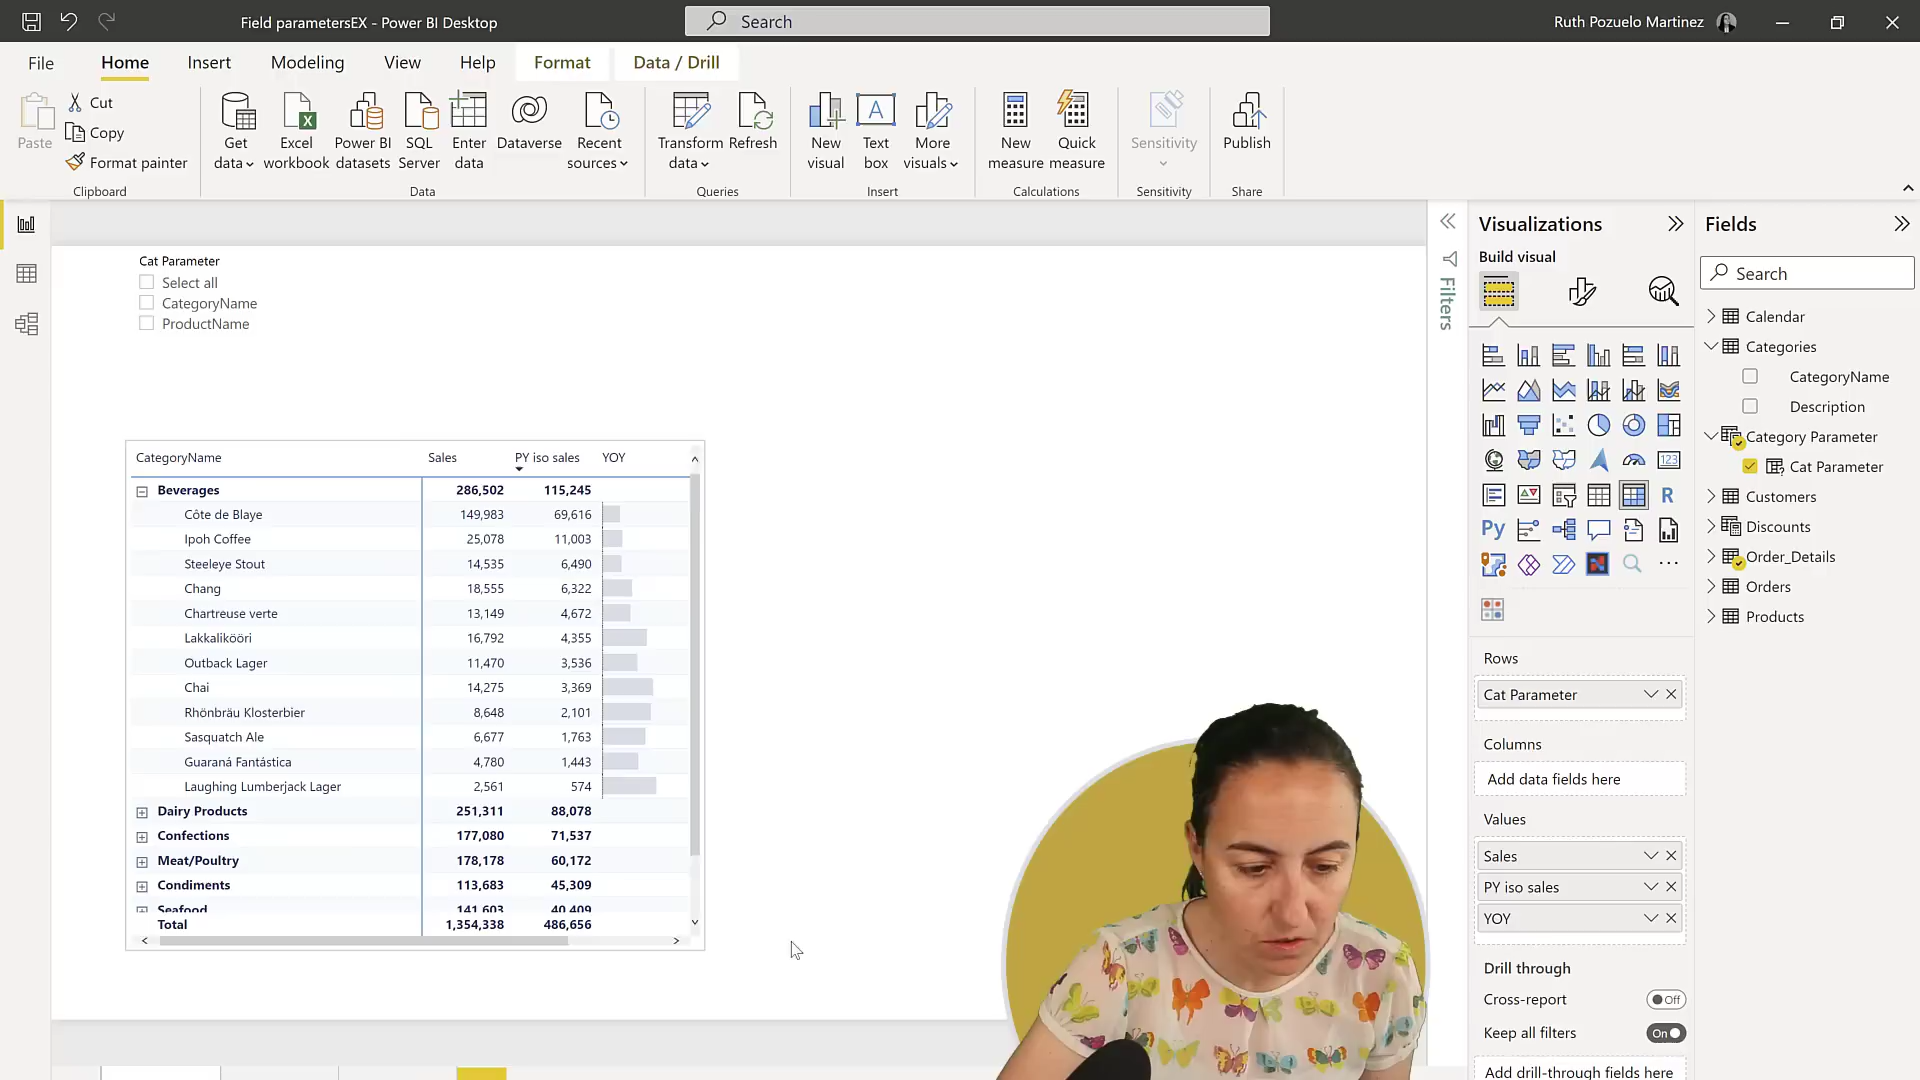 Field parametersEX - Power BI Desktop
Search
Ruth Pozuelo Martinez
File
Home
Insert
Modeling
View
Help
Format
Data / Drill
Paste
Cut
Copy
Format painter
Clipboard
Get data
Excel workbook
Power BI datasets
SQL Server
Enter data
Dataverse
Recent sources
Data
Transform data
Refresh
Queries
New visual
Text box
More visuals
Insert
New measure
Quick measure
Calculations
Sensitivity
Sensitivity
Publish
Share
Cat Parameter
Select all
CategoryName
ProductName
CategoryName Sales PY iso sales YOY
Beverages 286,502 115,245
Côte de Blaye 149,983 69,616
Ipoh Coffee 25,078 11,003
Steeleye Stout 14,535 6,490
Chang 18,555 6,322
Chartreuse verte 13,149 4,672
Lakkalikööri 16,792 4,355
Outback Lager 11,470 3,536
Chai 14,275 3,369
Rhönbräu Klosterbier 8,648 2,101
Sasquatch Ale 6,677 1,763
Guaraná Fantástica 4,780 1,443
Laughing Lumberjack Lager 2,561 574
Dairy Products 251,311 88,078
Confections 177,080 71,537
Meat/Poultry 178,178 60,172
Condiments 113,683 45,309
Seafood 141,603 40,409
Total 1,354,338 486,656
Filters
Visualizations
Build visual
123
R
Py
Rows
Cat Parameter
Columns
Add data fields here
Values
Sales
PY iso sales
YOY
Drill through
Cross-report Off
Keep all filters On
Add drill-through fields here
Fields
Search
Calendar
Categories
CategoryName
Description
Category Parameter
Cat Parameter
Customers
Discounts
Order_Details
Orders
Products